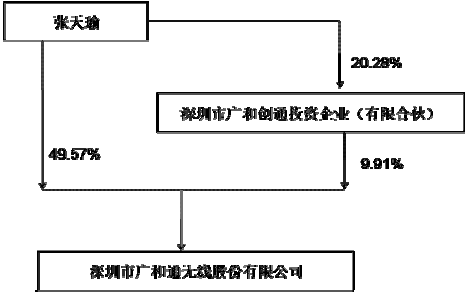 张天瑜
20.28%
深圳市广和创通投资企业（有限合伙）
49.57%
9.91%
深圳市广和通无线股份有限公司